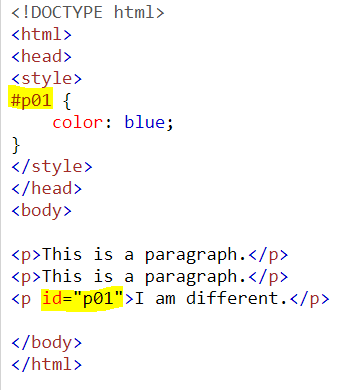 <!DOCTYPE html>
<html>
<head>
<style>
#p01 {
    color: blue;
}
</style>
</head>
<body>
<p>This is a paragraph.</p>
<p>This is a paragraph.</p>
<p id="p01">I am different.</p>
</body>
</html>